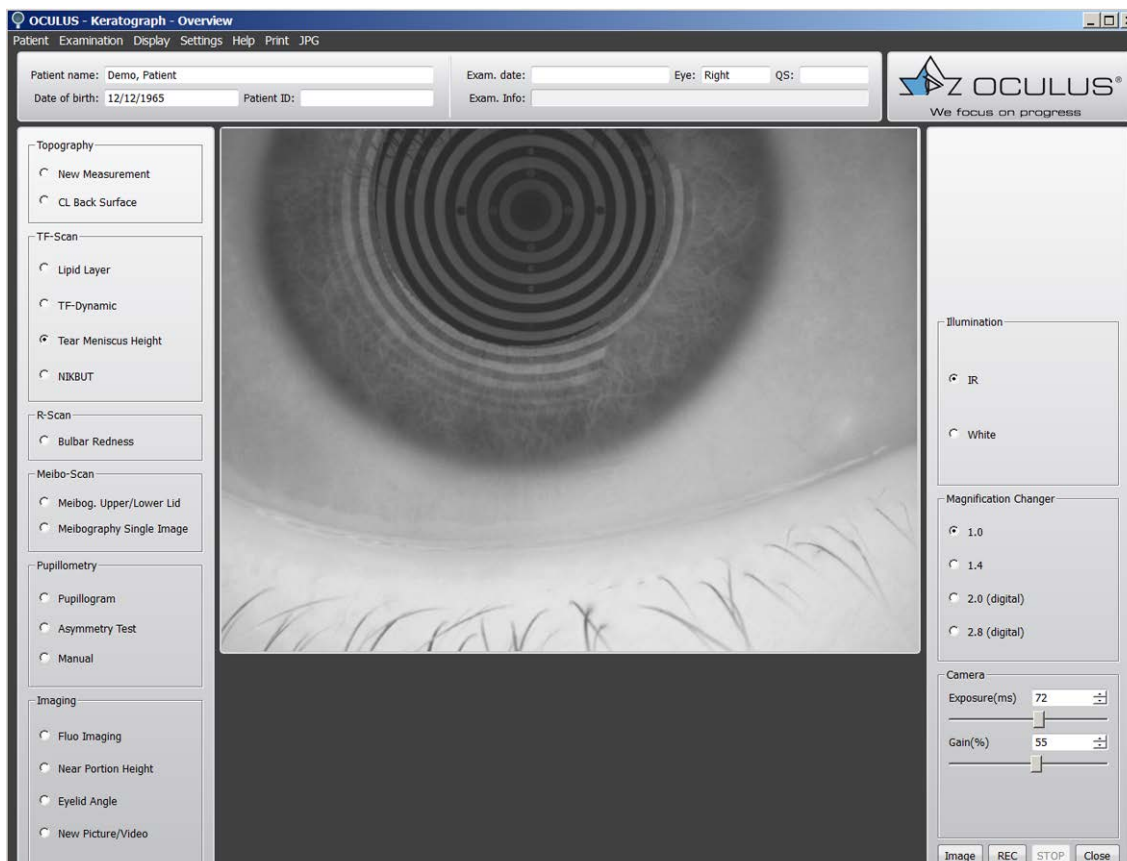 OCULUS - Keratograph - Overview
Patient Examination Display Settings Help Print JPG
Patient name: Demo, Patient
Date of birth: 12/12/1965 Patient ID:
Exam. date: Eye: Right QS:
Exam. Info:
OCULUS®
We focus on progress
Topography
New Measurement
CL Back Surface
TF-Scan
Lipid Layer
TF-Dynamic
Tear Meniscus Height
NIKBUT
R-Scan
Bulbar Redness
Meibo-Scan
Meibog. Upper/Lower Lid
Meibography Single Image
Pupillometry
Pupillogram
Asymmetry Test
Manual
Imaging
Fluo Imaging
Near Portion Height
Eyelid Angle
New Picture/Video
Illumination
IR
White
Magnification Changer
1.0
1.4
2.0 (digital)
2.8 (digital)
Camera
Exposure(ms) 72
Gain(%) 55
Image REC STOP Close